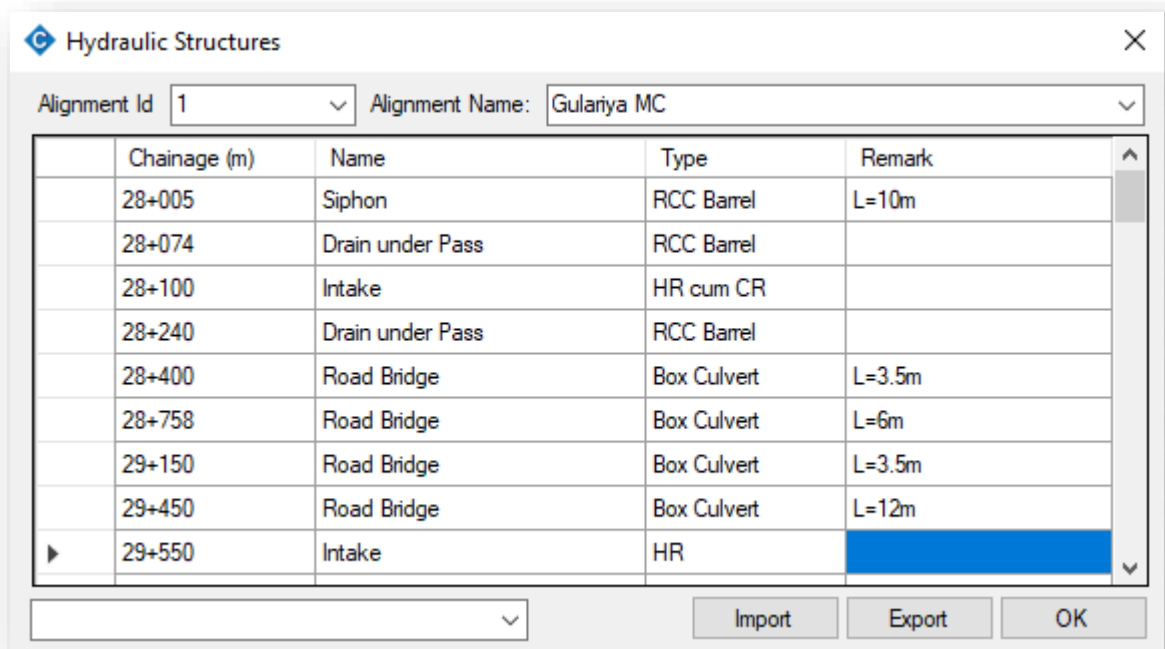 C Hydraulic Structures
Alignment Id 1 Alignment Name: Gulariya MC
Chainage (m) Name Type Remark
28+005 Siphon RCC Barrel L=10m
28+074 Drain under Pass RCC Barrel
28+100 Intake HR cum CR
28+240 Drain under Pass RCC Barrel
28+400 Road Bridge Box Culvert L=3.5m
28+758 Road Bridge Box Culvert L=6m
29+150 Road Bridge Box Culvert L=3.5m
29+450 Road Bridge Box Culvert L=12m
29+550 Intake HR
Import Export OK